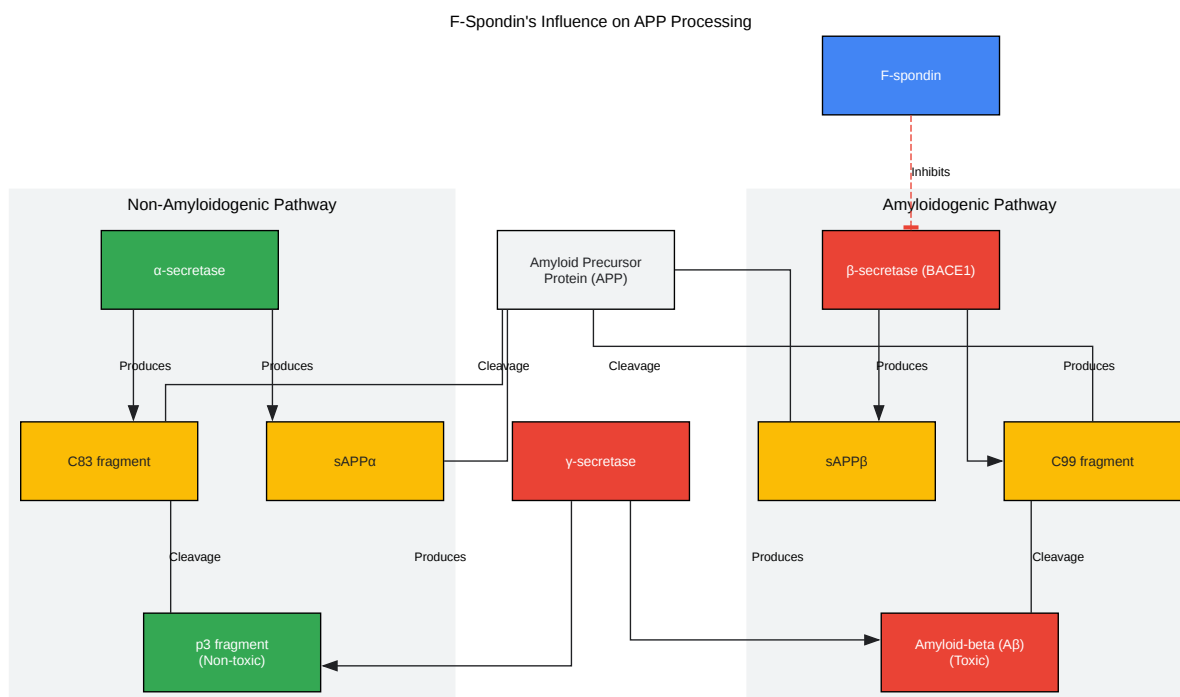 F-Spondin's Influence on APP Processing
F-spondin
Inhibits
Non-Amyloidogenic Pathway
Amyloidogenic Pathway
α-secretase
Amyloid Precursor
Protein (APP)
β-secretase (BACE1)
Produces
Produces
Cleavage
Cleavage
Produces
Produces
C83 fragment
sAPPα
γ-secretase
sAPPβ
C99 fragment
Cleavage
Produces
Produces
Cleavage
p3 fragment
(Non-toxic)
Amyloid-beta (Aβ)
(Toxic)